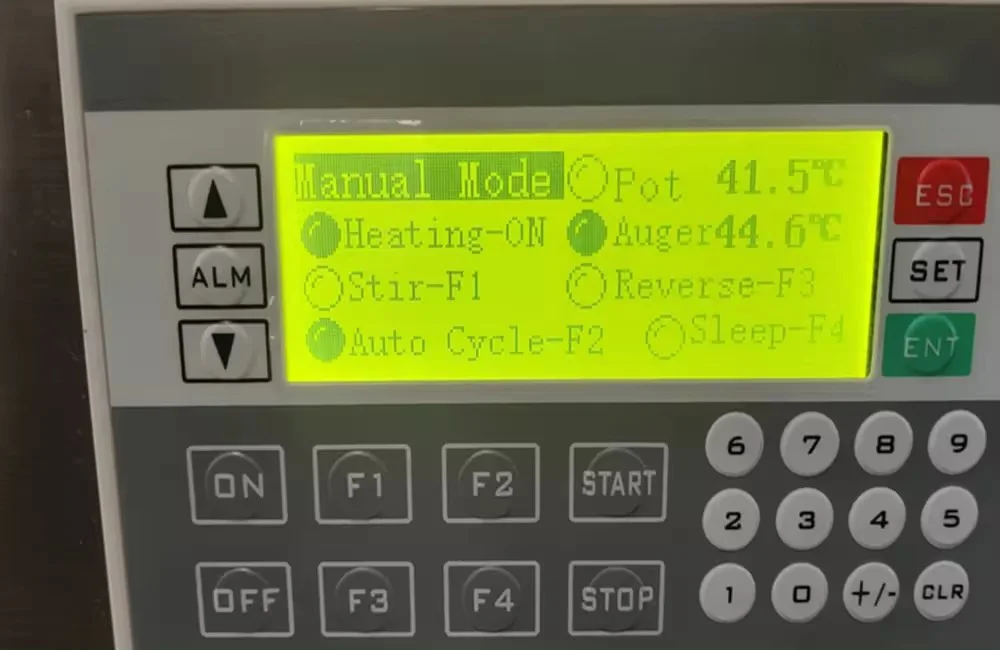 Manual Mode Pot 41.5℃
Heating-ON Auger44.6℃
Stir-F1 Reverse-F3
Auto Cycle-F2 Sleep-F4
ALM
ESC
SET
ENT
ON F1 F2 START
OFF F3 F4 STOP
6 7 8 9
2 3 4 5
1 0 +/- CLR